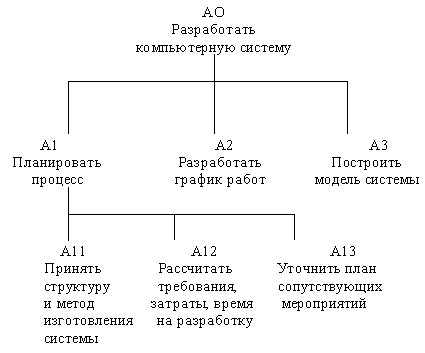 АО
Разработать
компьютерную систему
А1
Планировать
процесс
А2
Разработать
график работ
А3
Построить
модель системы
А11
Принять
структуру
и метод
изготовления
системы
А12
Рассчитать
требования,
затраты, время
на разработку
А13
Уточнить план
сопутствующих
мероприятий